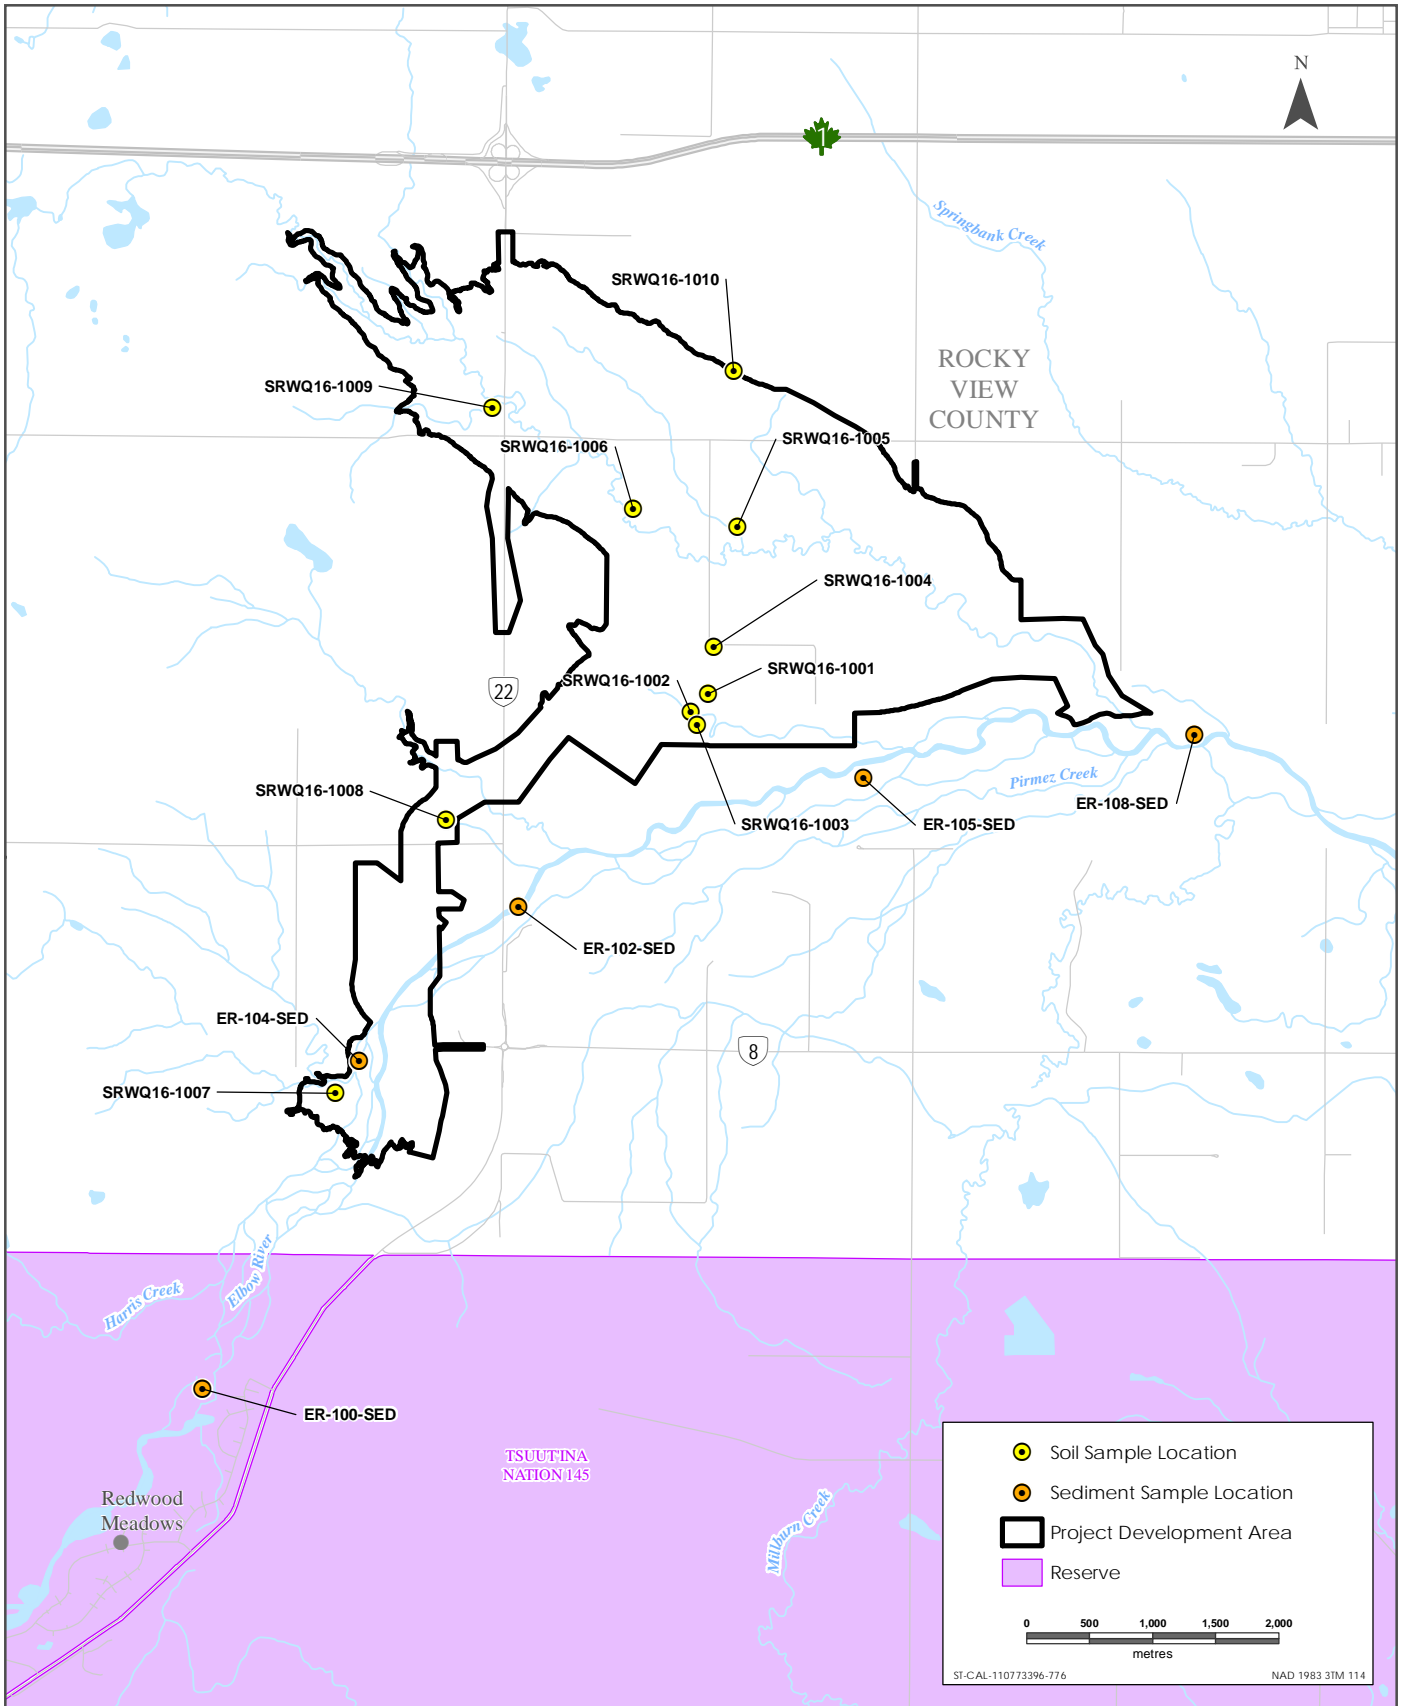 N
1
Springbank Creek
SRWQ16-1010
ROCKY
VIEW
COUNTY
SRWQ16-1009
SRWQ16-1005
SRWQ16-1006
SRWQ16-1004
SRWQ16-1001
SRWQ16-1002
22
Pirmez Creek
SRWQ16-1008
ER-108-SED
SRWQ16-1003
ER-105-SED
ER-102-SED
ER-104-SED
8
SRWQ16-1007
Elbow River
Harris Creek
ER-100-SED
TSUUT'INA
NATION 145
Redwood
Meadows
Millburn Creek
Soil Sample Location
Sediment Sample Location
Project Development Area
Reserve
0 500 1,000 1,500 2,000
metres
ST-CAL-110773396-776 NAD 1983 3TM 114